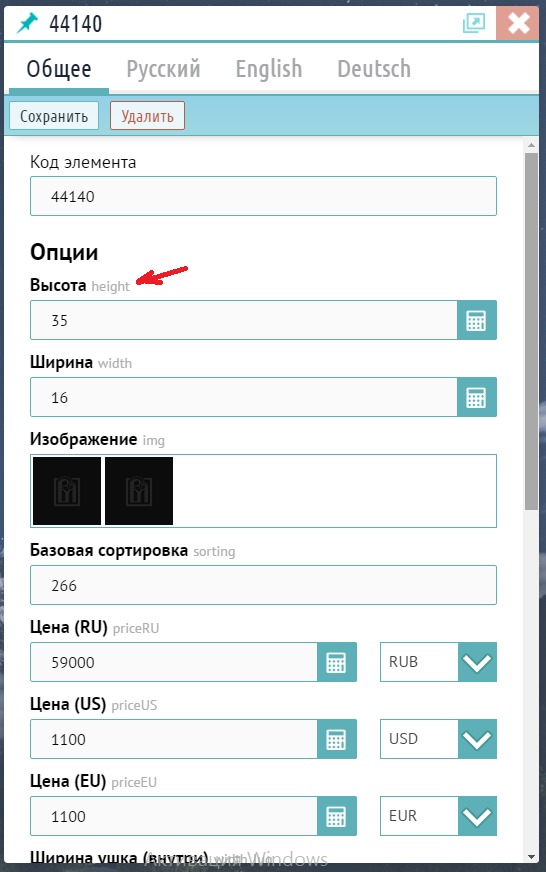 44140
Общее Русский English Deutsch
Сохранить Удалить
Код элемента
44140
Опции
Высота height
35
Ширина width
16
Изображение img
Базовая сортировка sorting
266
Цена (RU) priceRU
59000 RUB
Цена (US) priceUS
1100 USD
Цена (EU) priceEU
1100 EUR
Ширина ушка (внутри)
Активация Windows